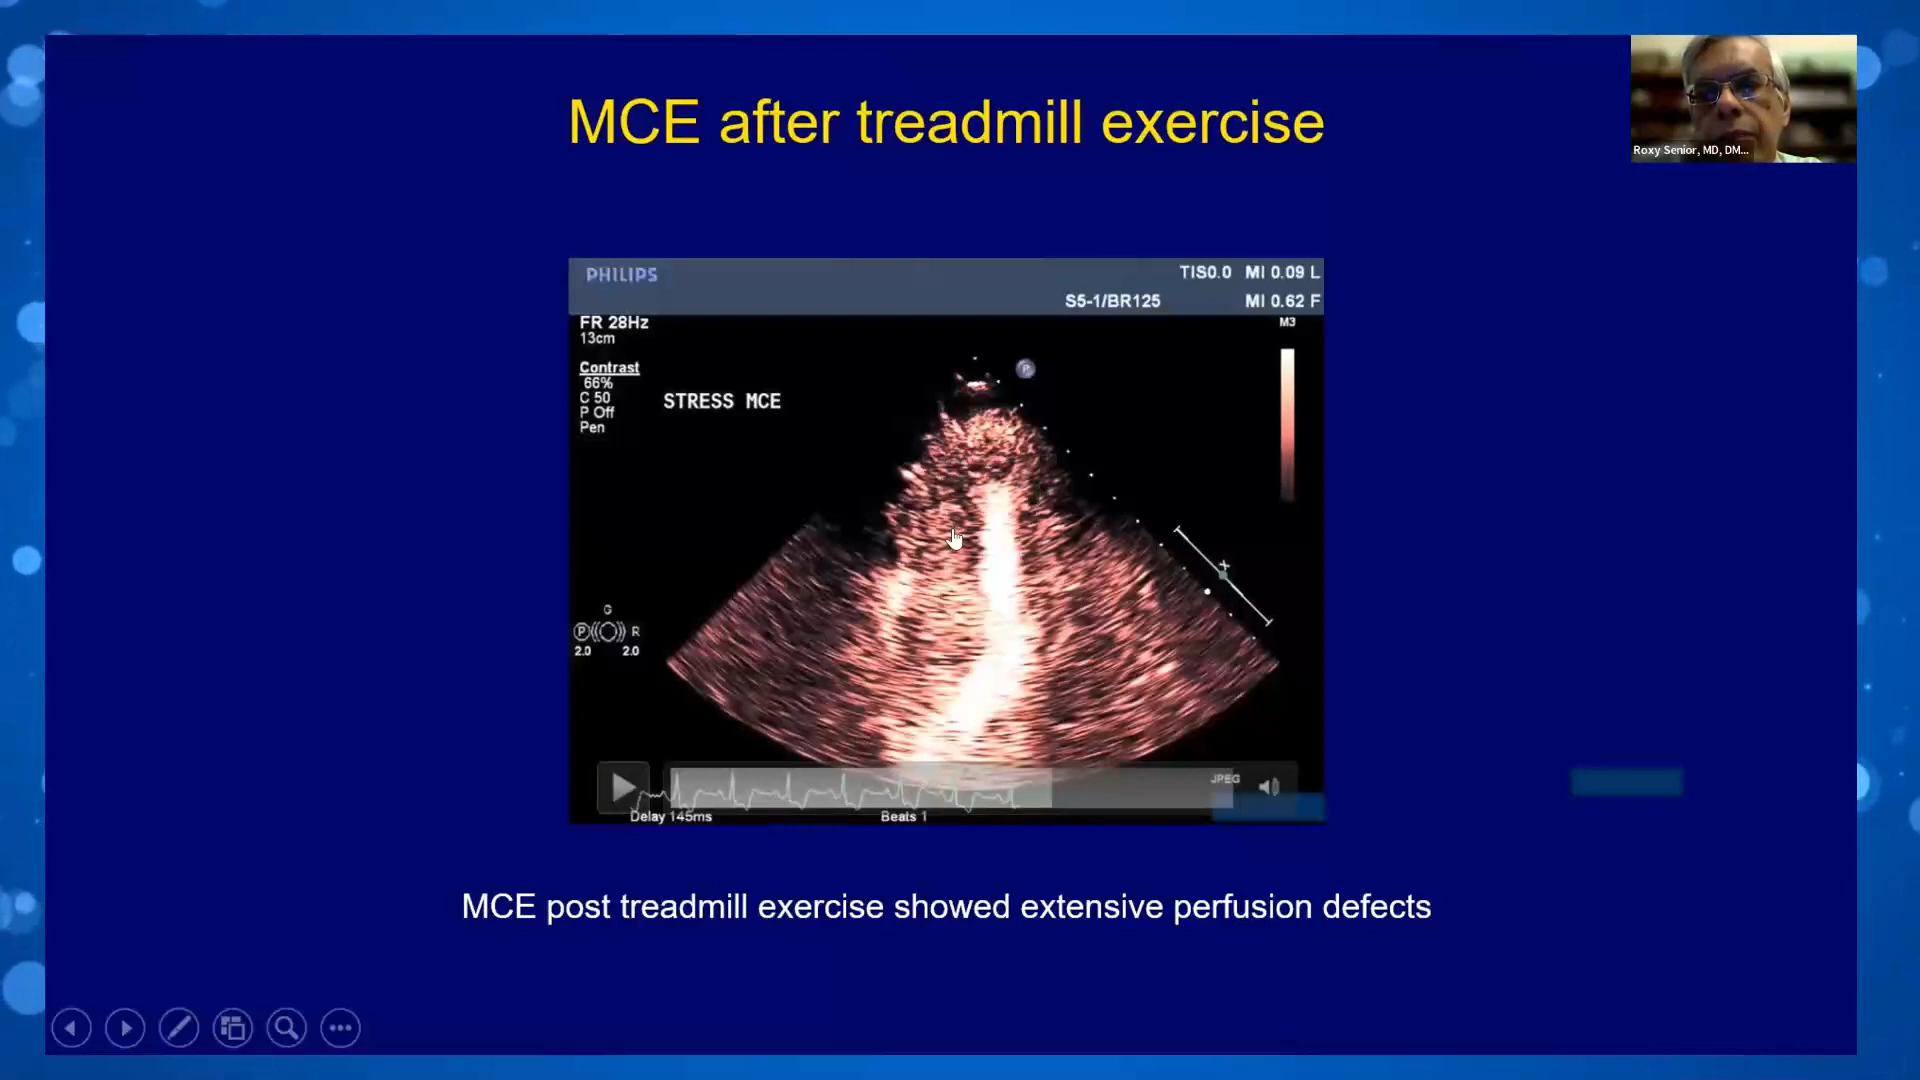 MCE after treadmill exercise
Roxy Senior, MD, DM...
PHILIPS
TIS0.0 MI 0.09 L
S5-1/BR125 MI 0.62 F
FR 28Hz
13cm
M3
Contrast
66%
C 50
P Off
Pen
STRESS MCE
P
G
P R
2.0 2.0
JPEG
Delay 145ms
Beats 1
MCE post treadmill exercise showed extensive perfusion defects